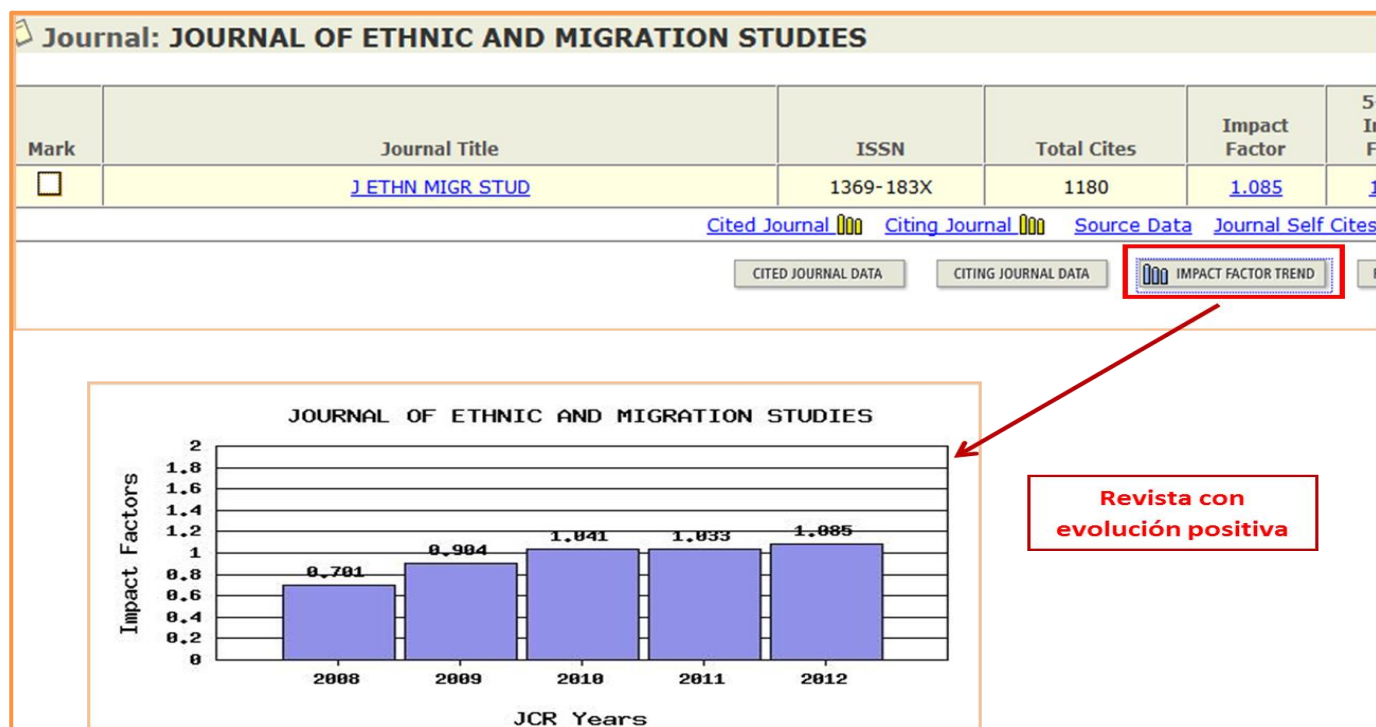 Journal: JOURNAL OF ETHNIC AND MIGRATION STUDIES
Mark Journal Title ISSN Total Cites Impact Factor
J ETHN MIGR STUD 1369-183X 1180 1.085
Cited Journal Citing Journal Source Data Journal Self Cites
CITED JOURNAL DATA CITING JOURNAL DATA IMPACT FACTOR TREND
JOURNAL OF ETHNIC AND MIGRATION STUDIES
Impact Factors
2
1.8
1.6
1.4
1.2
1
0.8
0.6
0.4
0.2
0
0.701 0.904 1.041 1.033 1.085
2008 2009 2010 2011 2012
JCR Years
Revista con
evolución positiva